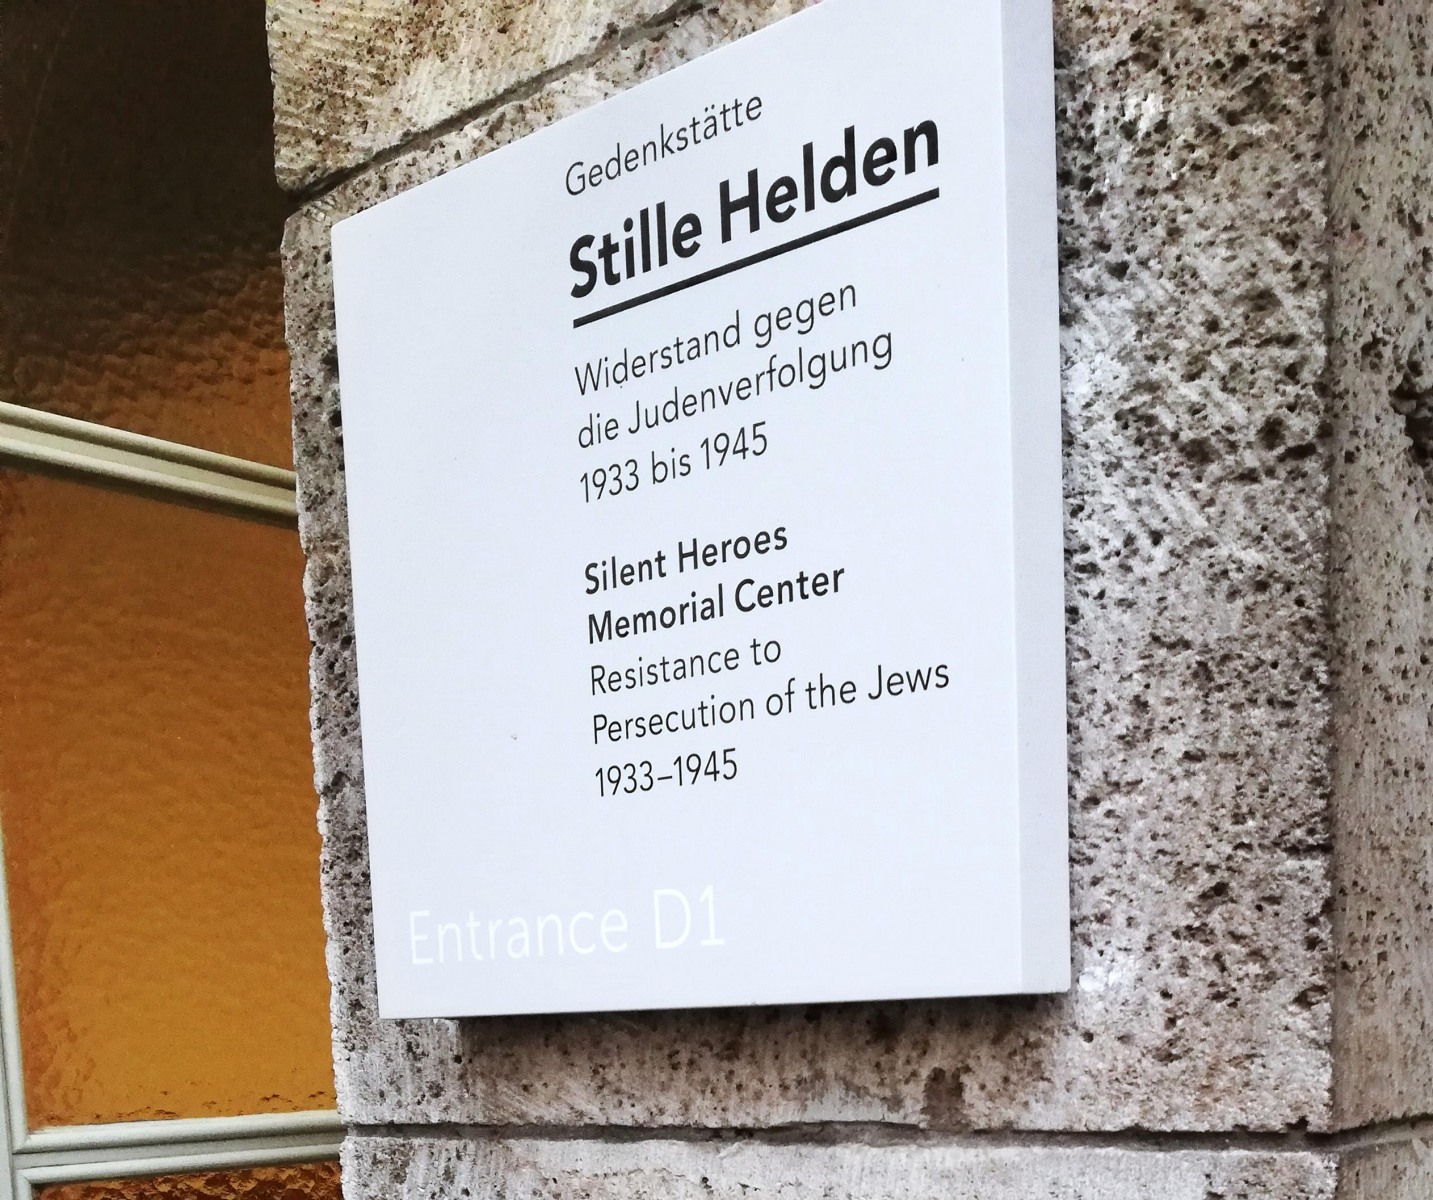 Gedenkstätte
Stille Helden
Widerstand gegen
die Judenverfolgung
1933 bis 1945
Silent Heroes
Memorial Center
Resistance to
Persecution of the Jews
1933–1945
Entrance D1